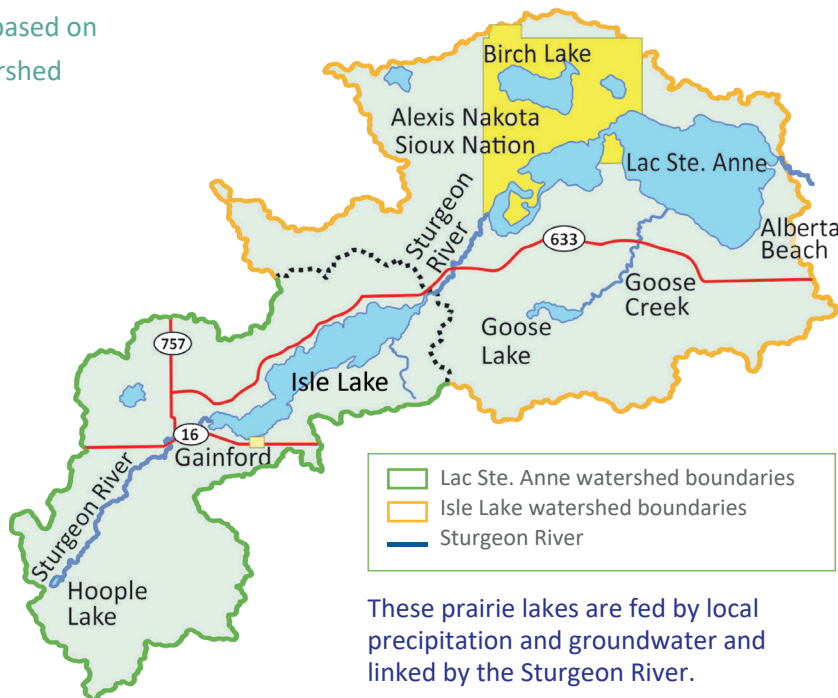 based on
Birch Lake
Alexis Nakota
Sioux Nation
Lac Ste. Anne
Sturgeon
River
633
Alberta
Beach
Goose
Creek
Goose
Lake
757
Isle Lake
16
Gainford
Sturgeon River
Hoople
Lake
Lac Ste. Anne watershed boundaries
Isle Lake watershed boundaries
Sturgeon River
These prairie lakes are fed by local
precipitation and groundwater and
linked by the Sturgeon River.